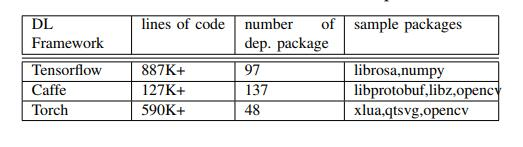 DL lines of code number of sample packages
Framework dep. package
Tensorflow 887K+ 97 librosa,numpy
Caffe 127K+ 137 libprotobuf,libz,opencv
Torch 590K+ 48 xlua,qtsvg,opencv